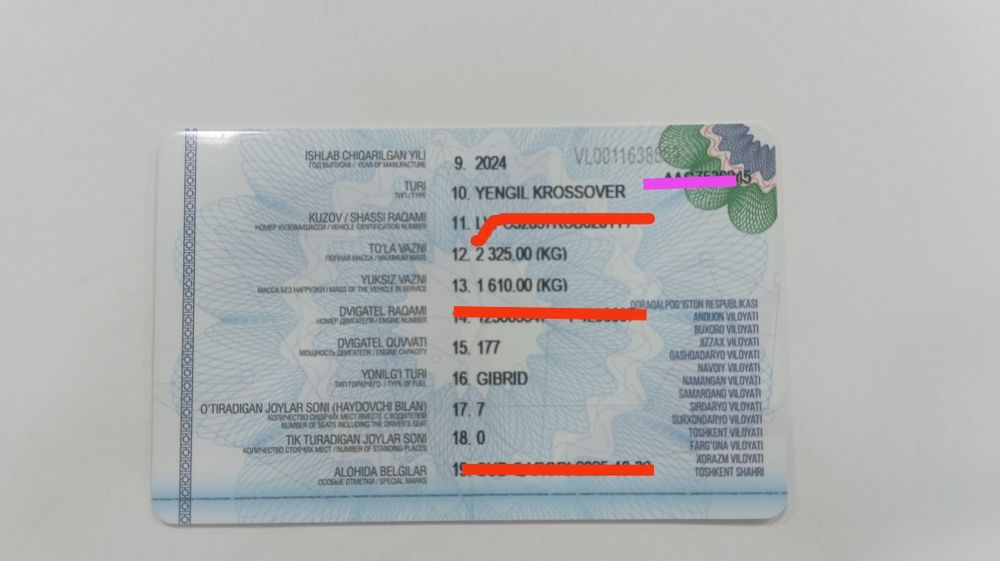 ISHLAB CHIQARILGAN YILI
ГОД ВЫПУСКА / YEAR OF MANUFACTURE
9. 2024
TURI
ТИП / TYPE
10. YENGIL KROSSOVER
KUZOV / SHASSI RAQAMI
НОМЕР КУЗОВА/ШАССИ / VEHICLE IDENTIFICATION NUMBER
11.
TO'LA VAZNI
ПОЛНАЯ МАССА / MAXIMUM MASS
12. 2 325.00 (KG)
YUKSIZ VAZNI
МАССА БЕЗ НАГРУЗКИ / MASS OF THE VEHICLE IN SERVICE
13. 1 610.00 (KG)
DVIGATEL RAQAMI
НОМЕР ДВИГАТЕЛЯ / ENGINE NUMBER
14.
DVIGATEL QUVVATI
МОЩНОСТЬ ДВИГАТЕЛЯ / ENGINE CAPACITY
15. 177
YONILG'I TURI
ТИП ГОРЮЧЕГО / TYPE OF FUEL
16. GIBRID
O'TIRADIGAN JOYLAR SONI (HAYDOVCHI BILAN)
КОЛИЧЕСТВО СИДЯЧИХ МЕСТ ВМЕСТЕ С ВОДИТЕЛЕМ
NUMBER OF SEATS INCLUDING THE DRIVER'S SEAT
17. 7
TIK TURADIGAN JOYLAR SONI
КОЛИЧЕСТВО СТОЯЧИХ МЕСТ / NUMBER OF STANDING PLACES
18. 0
ALOHIDA BELGILAR
ОСОБЫЕ ОТМЕТКИ / SPECIAL MARKS
19.
QORAQALPOG'ISTON RESPUBLIKASI
ANDIJON VILOYATI
BUXORO VILOYATI
JIZZAX VILOYATI
QASHQADARYO VILOYATI
NAVOIY VILOYATI
NAMANGAN VILOYATI
SAMARQAND VILOYATI
SIRDARYO VILOYATI
SURXONDARYO VILOYATI
TOSHKENT VILOYATI
FARG'ONA VILOYATI
XORAZM VILOYATI
TOSHKENT SHAHRI